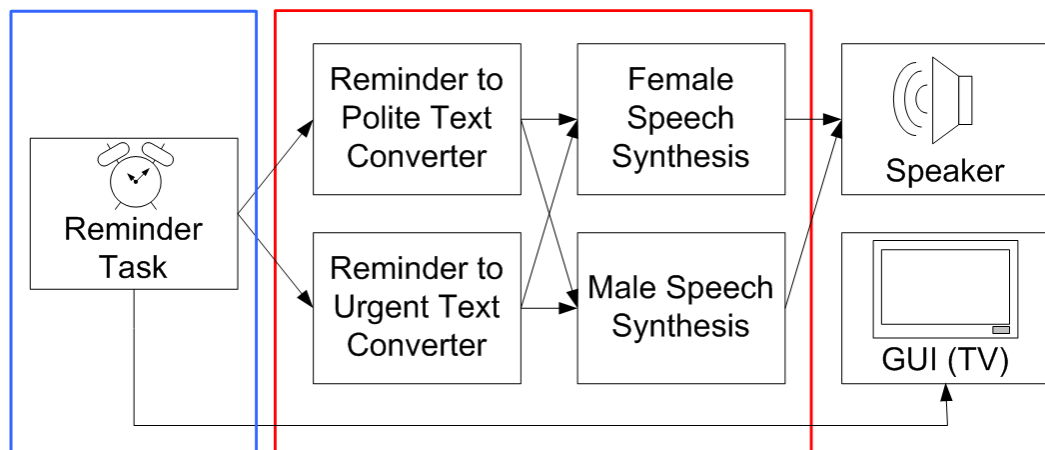 Reminder
Task
Reminder to
Polite Text
Converter
Reminder to
Urgent Text
Converter
Female
Speech
Synthesis
Male Speech
Synthesis
Speaker
GUI (TV)